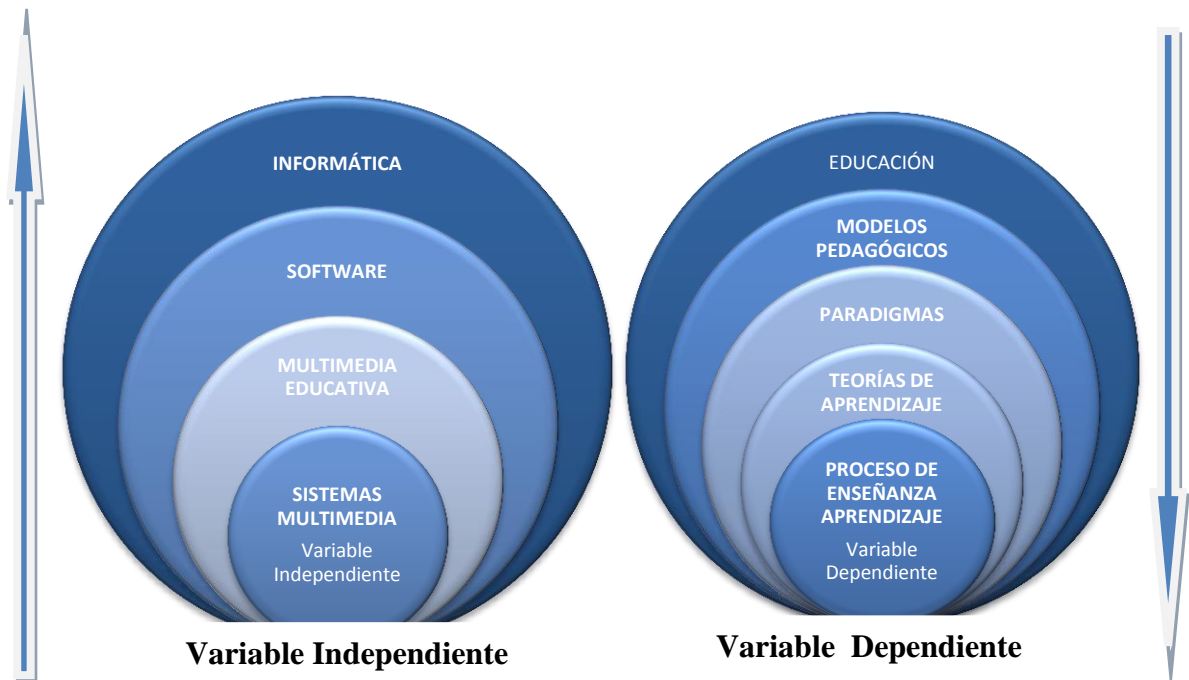 INFORMÁTICA
SOFTWARE
MULTIMEDIA
EDUCATIVA
SISTEMAS
MULTIMEDIA
Variable
Independiente
Variable Independiente
EDUCACIÓN
MODELOS
PEDAGÓGICOS
PARADIGMAS
TEORÍAS DE
APRENDIZAJE
PROCESO DE
ENSEÑANZA
APRENDIZAJE
Variable
Dependiente
Variable Dependiente